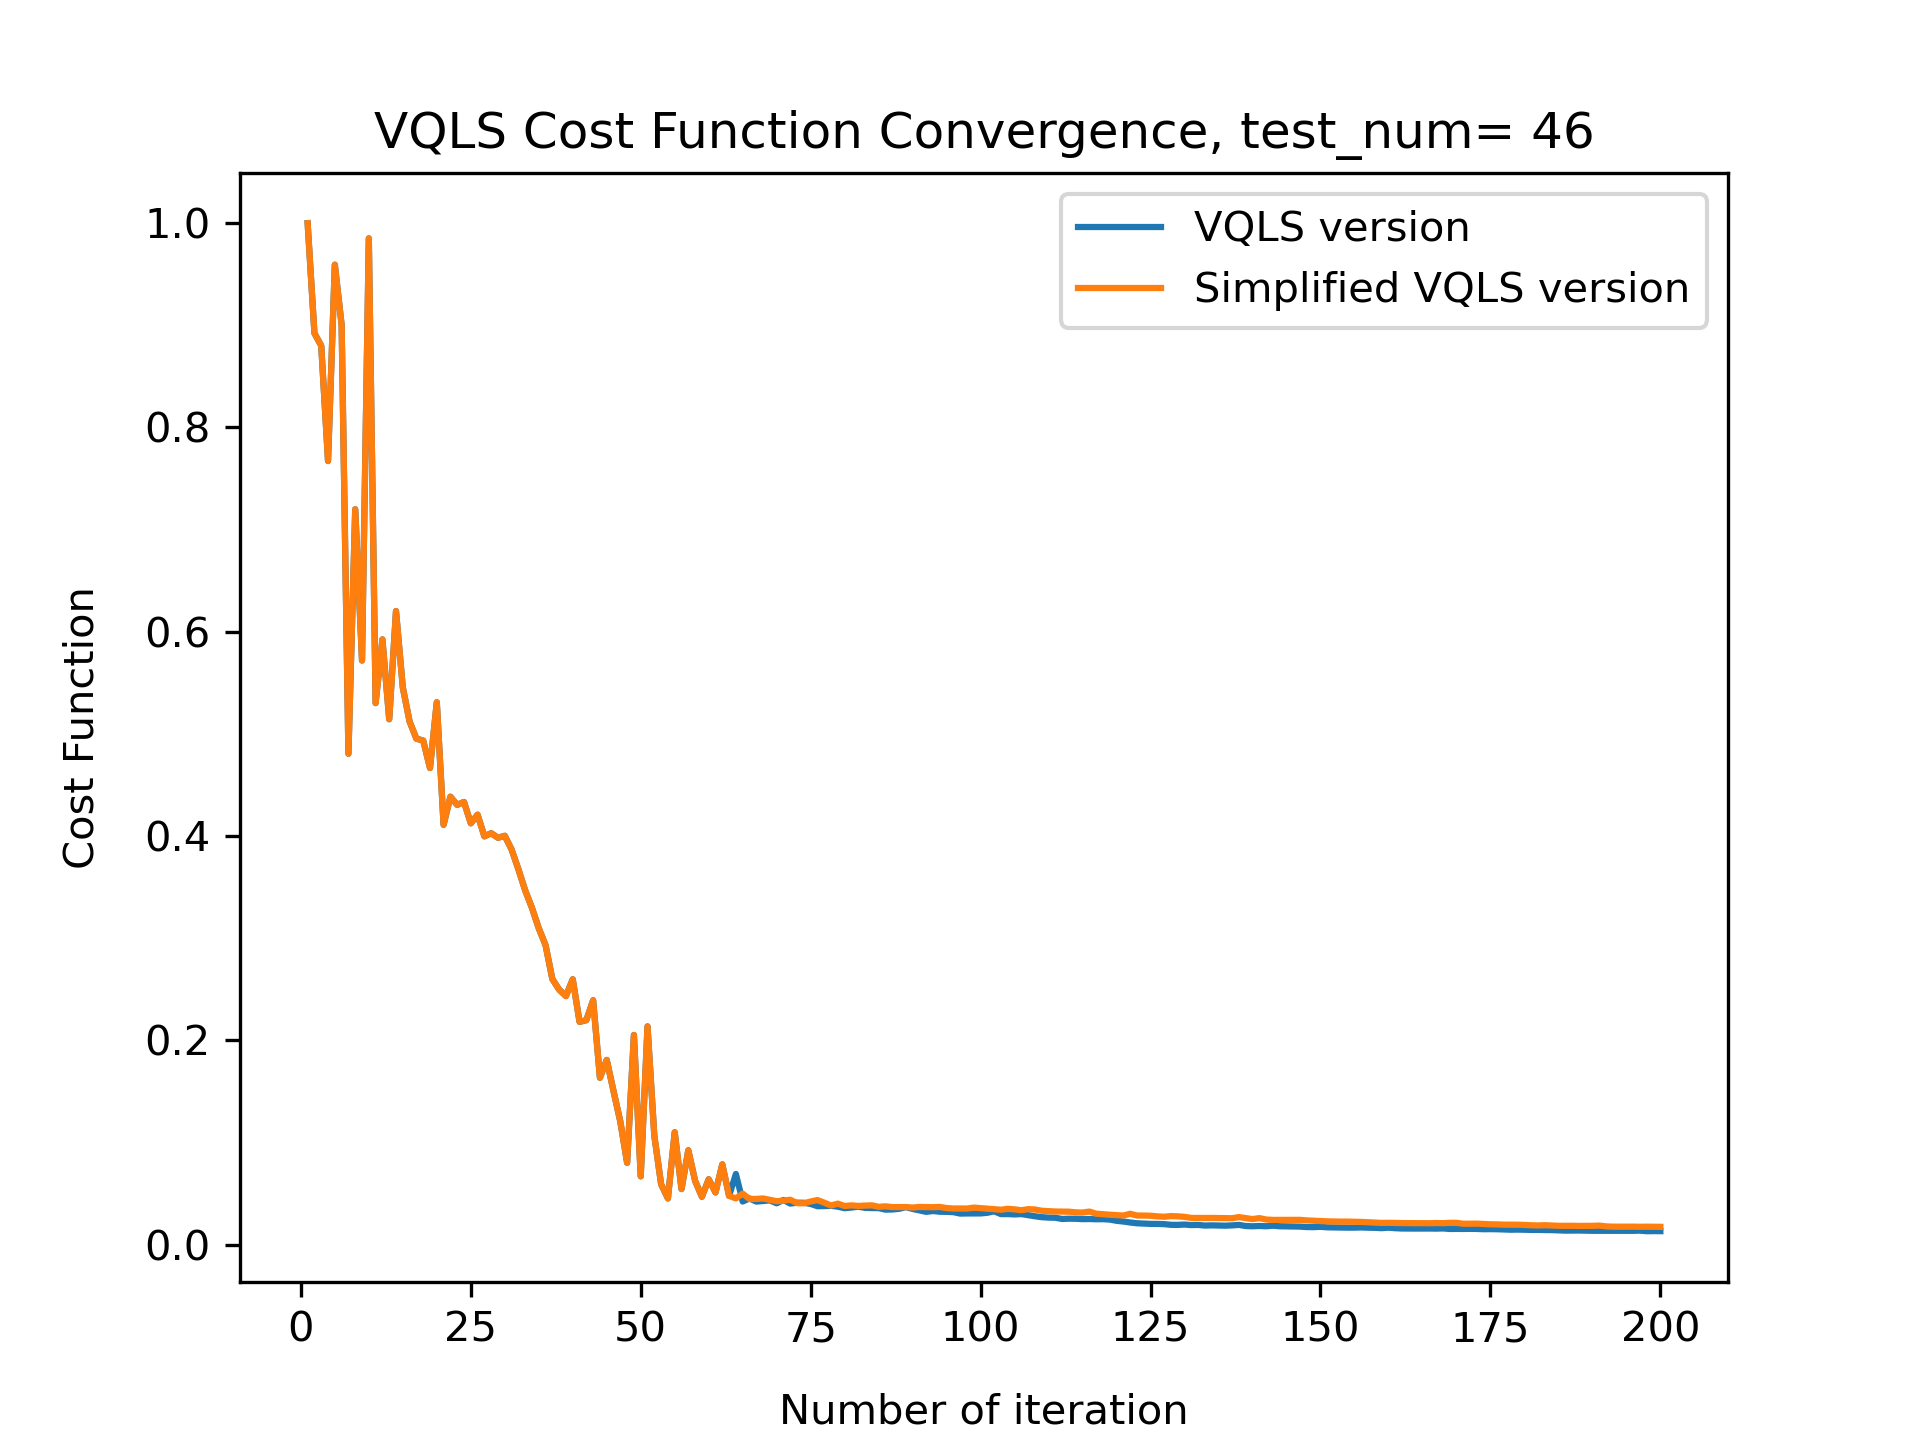 VQLS Cost Function Convergence, test_num= 46
VQLS version
Simplified VQLS version
Cost Function
1.0
0.8
0.6
0.4
0.2
0.0
0 25 50 75 100 125 150 175 200
Number of iteration